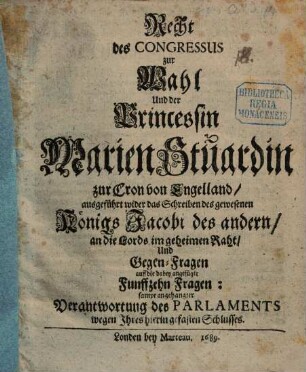 Recht
des CONGRESSUS
zur
Wahl
Und der
Princessin
Marien Stuardin
zur Cron von Engelland/
ausgeführt wider das Schreiben des gewesenen
Königs Jacobi des andern/
an die Lords im geheimen Raht/
Und
Gegen-Fragen
auff die dabey angefügte
Funffzehn Fragen:
sampt angehangter
Verantwortung des PARLAMENTS
wegen Ihres hierin gefasten Schlusses.
Londen bey Marteau, 1689.
BIBLIOTHECA
REGIA
MONACENSIS